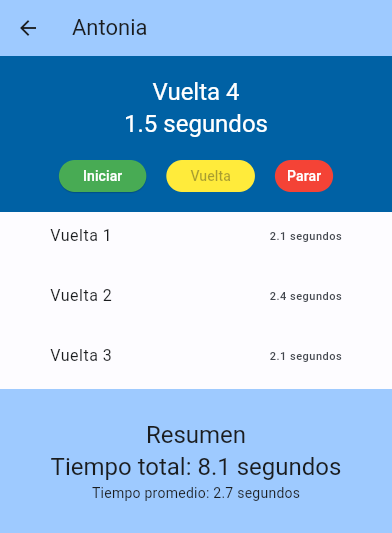 Antonia
Vuelta 4
1.5 segundos
Iniciar
Vuelta
Parar
Vuelta 1
2.1 segundos
Vuelta 2
2.4 segundos
Vuelta 3
2.1 segundos
Resumen
Tiempo total: 8.1 segundos
Tiempo promedio: 2.7 segundos